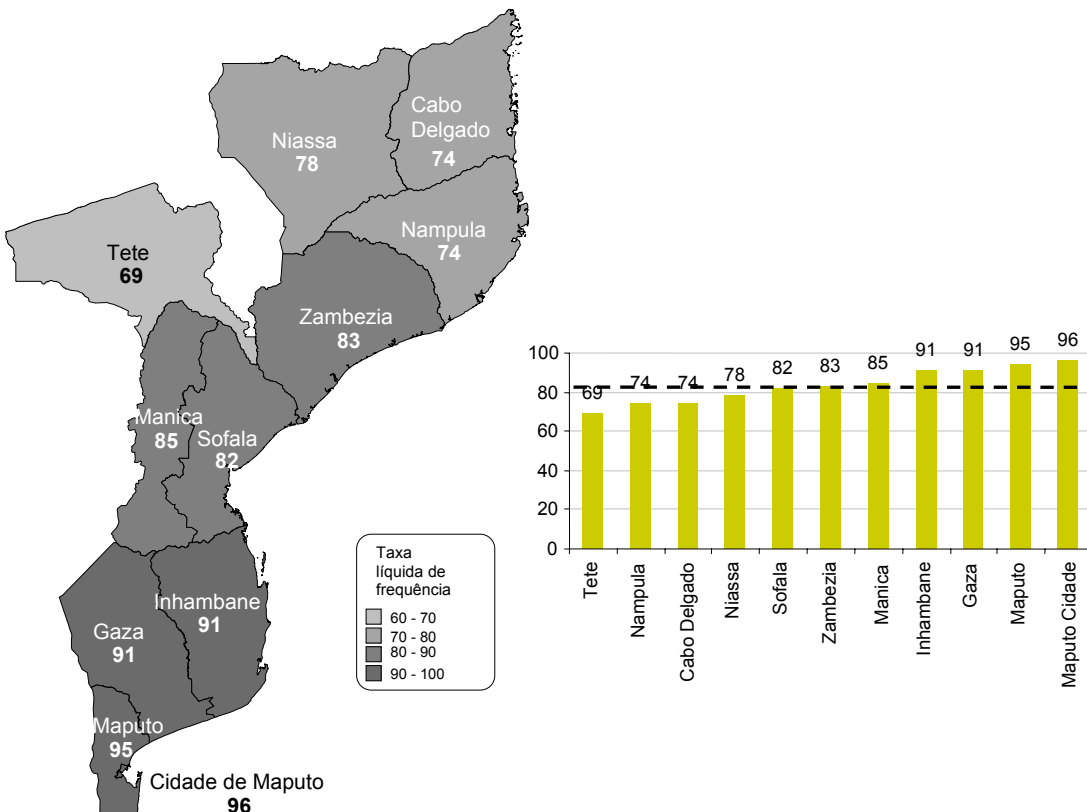 Cabo
Delgado
74
Niassa
78
Nampula
74
Tete
69
Zambezia
83
Manica
85
Sofala
82
Inhambane
91
Gaza
91
Maputo
95
Cidade de Maputo
96
Taxa
líquida de
frequência
60 - 70
70 - 80
80 - 90
90 - 100
100
80
60
40
20
0
69
74
74
78
82
83
85
91
91
95
96
Tete
Nampula
Cabo Delgado
Niassa
Sofala
Zambezia
Manica
Inhambane
Gaza
Maputo
Maputo Cidade